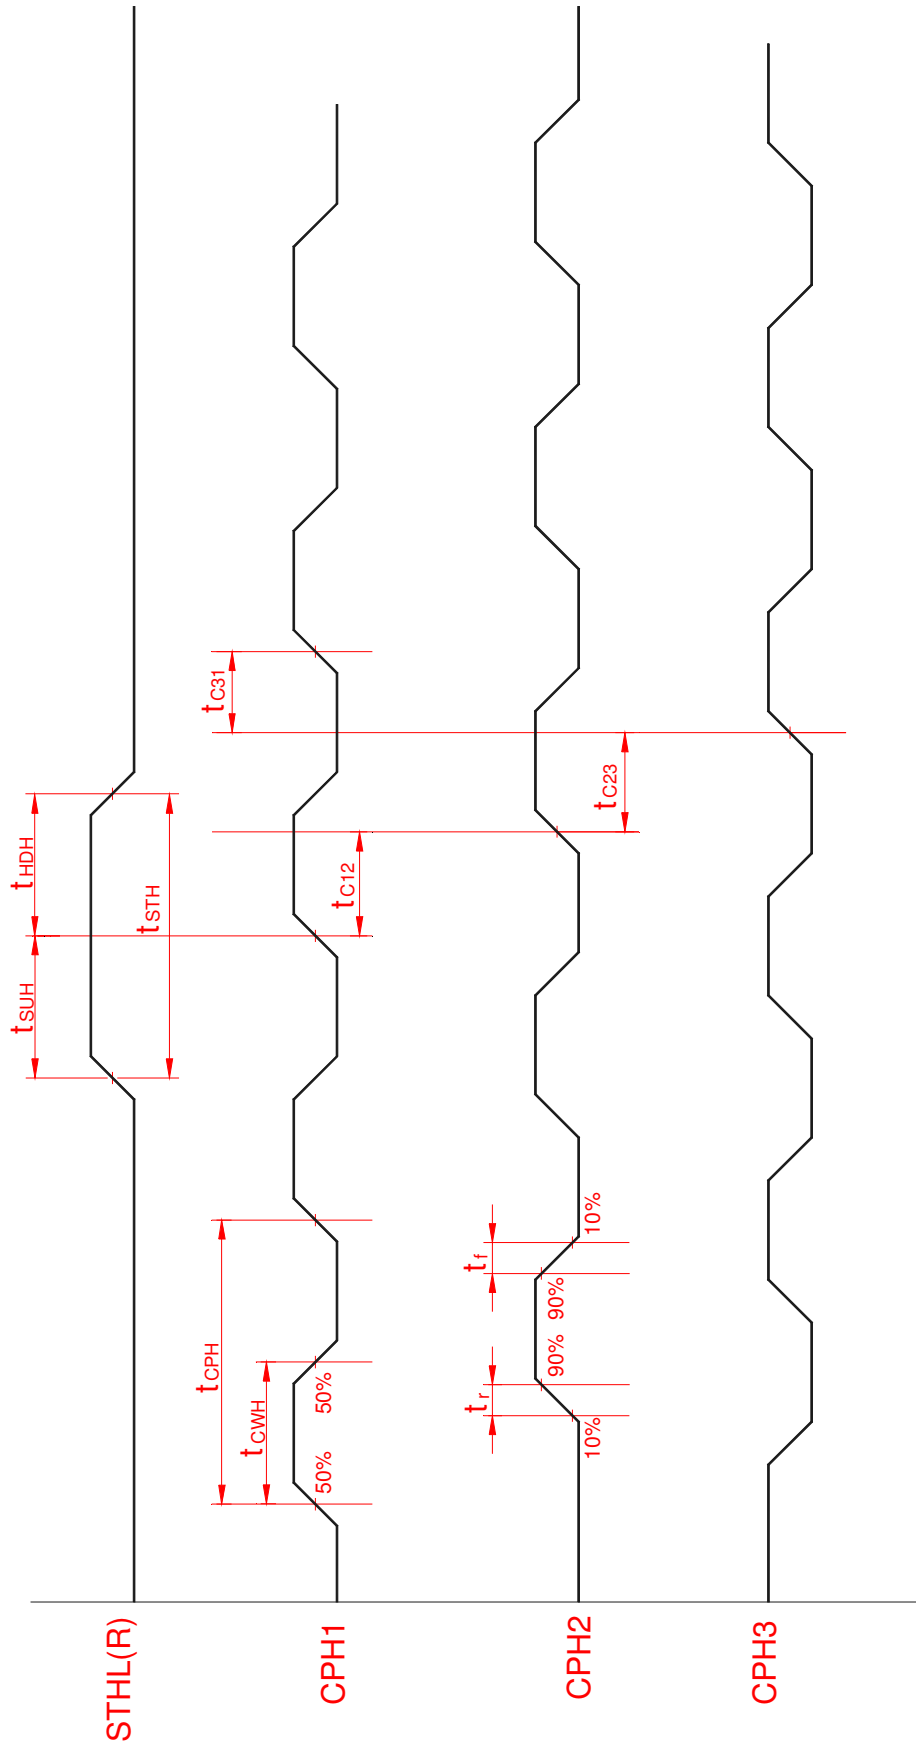 STHL(R)
tSUH
tHDH
tSTH
CPH1
tCPH
tCWH
50%
50%
tC12
tC31
CPH2
tr
tf
10%
90%
90%
10%
tC23
CPH3